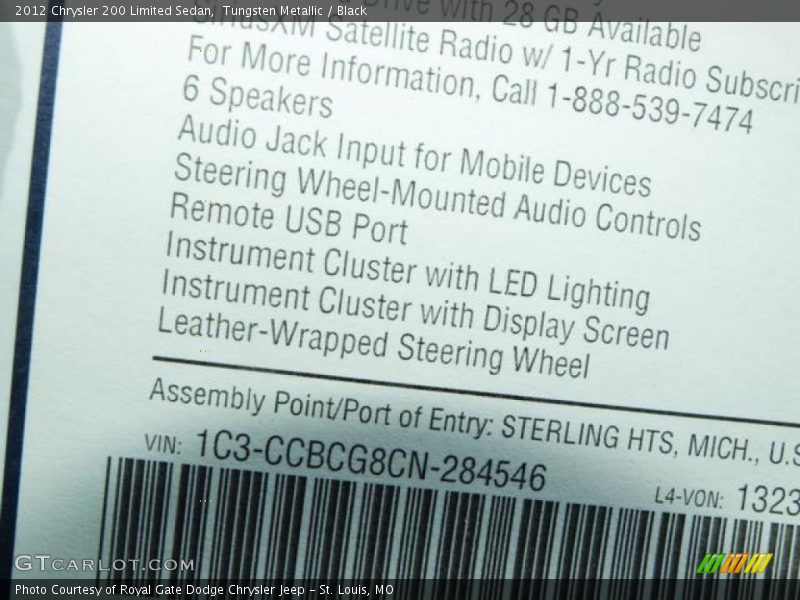 2012 Chrysler 200 Limited Sedan, Tungsten Metallic / Black
Drive with 28 GB Available
SiriusXM Satellite Radio w/ 1-Yr Radio Subscri
For More Information, Call 1-888-539-7474
6 Speakers
Audio Jack Input for Mobile Devices
Steering Wheel-Mounted Audio Controls
Remote USB Port
Instrument Cluster with LED Lighting
Instrument Cluster with Display Screen
Leather-Wrapped Steering Wheel
Assembly Point/Port of Entry: STERLING HTS, MICH., U.S
VIN: 1C3-CCBCG8CN-284546
L4-VON: 1323
GTCARLOT.COM
Photo Courtesy of Royal Gate Dodge Chrysler Jeep - St. Louis, MO